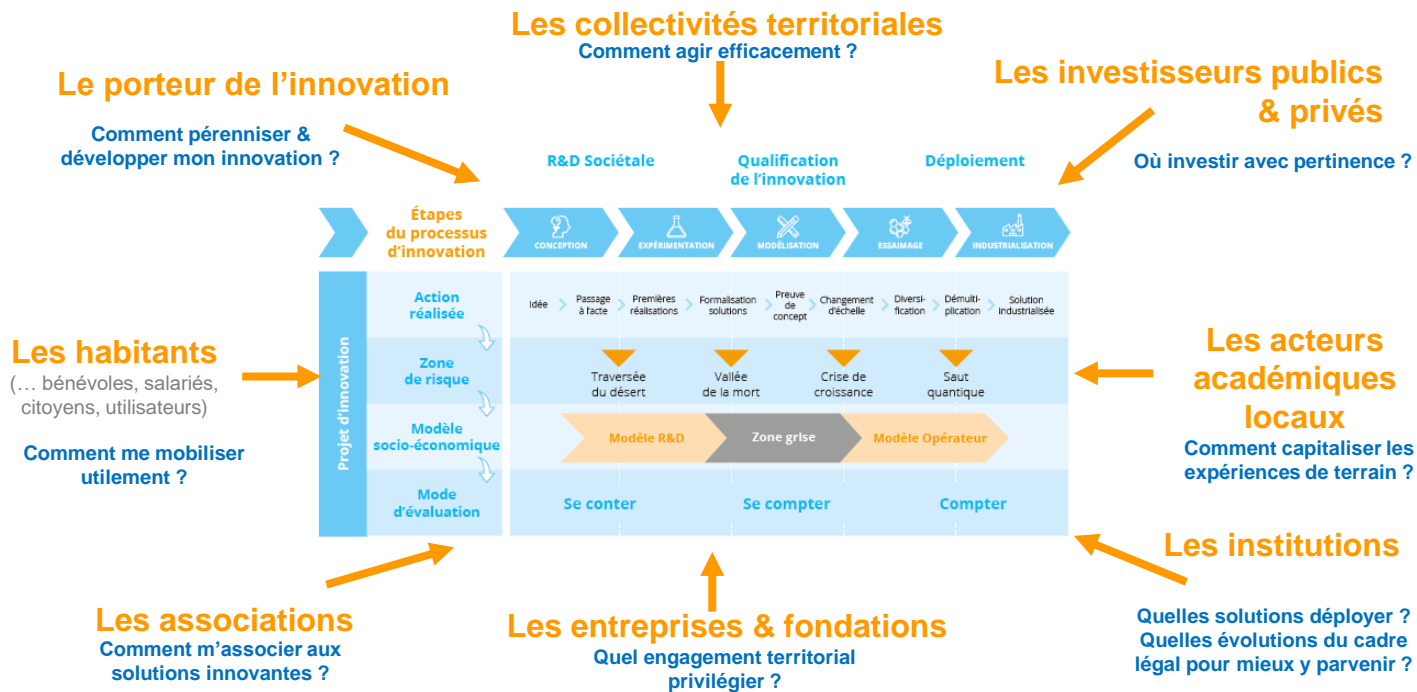 Les collectivités territoriales
Comment agir efficacement ?
Le porteur de l’innovation
Comment pérenniser &
développer mon innovation ?
Les investisseurs publics
& privés
Où investir avec pertinence ?
R&D Sociétale
Qualification
de l’innovation
Déploiement
Étapes
du processus
d’innovation
CONCEPTION
EXPÉRIMENTATION
MODÉLISATION
ESSAIMAGE
INDUSTRIALISATION
Projet d’innovation
Action
réalisée
Idée
Passage
à l’acte
Premières
réalisations
Formalisation
solutions
Preuve
de
concept
Changement
d’échelle
Diversi-
fication
Démulti-
plication
Solution
industrialisée
Zone
de risque
Traversée
du désert
Vallée
de la mort
Crise de
croissance
Saut
quantique
Modèle
socio-économique
Modèle R&D
Zone grise
Modèle Opérateur
Mode
d’évaluation
Se conter
Se compter
Compter
Les habitants
(… bénévoles, salariés,
citoyens, utilisateurs)
Comment me mobiliser
utilement ?
Les acteurs
académiques
locaux
Comment capitaliser les
expériences de terrain ?
Les institutions
Quelles solutions déployer ?
Quelles évolutions du cadre
légal pour mieux y parvenir ?
Les associations
Comment m’associer aux
solutions innovantes ?
Les entreprises & fondations
Quel engagement territorial
privilégier ?